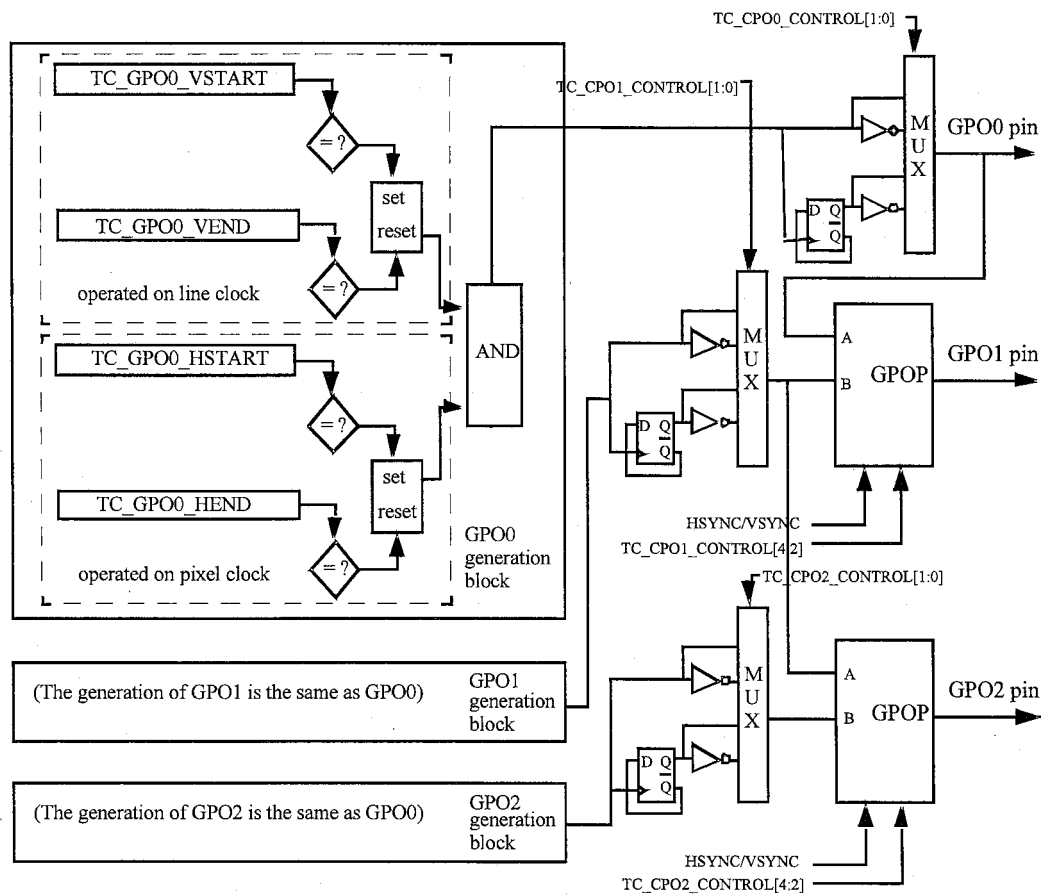 TC_CPO0_CONTROL[1:0]
TC_GPO0_VSTART
= ?
set
reset
TC_GPO0_VEND
= ?
operated on line clock
TC_GPO0_HSTART
= ?
set
reset
TC_GPO0_HEND
= ?
operated on pixel clock
AND
GPO0
generation
block
TC_CPO1_CONTROL[1:0]
M
U
X
GPO0 pin
D Q
Q
M
U
X
D Q
Q
A
B
GPOP
GPO1 pin
HSYNC/VSYNC
TC_CPO1_CONTROL[4:2]
(The generation of GPO1 is the same as GPO0)
GPO1
generation
block
TC_CPO2_CONTROL[1:0]
M
U
X
D Q
Q
A
B
GPOP
GPO2 pin
(The generation of GPO2 is the same as GPO0)
GPO2
generation
block
HSYNC/VSYNC
TC_CPO2_CONTROL[4:2]